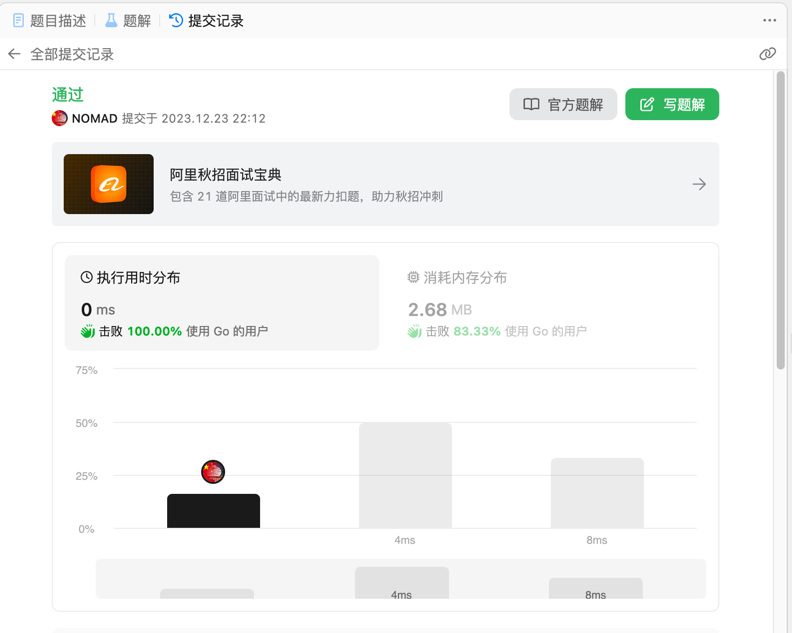 题目描述 题解 提交记录
全部提交记录
通过
NOMAD 提交于 2023.12.23 22:12
官方题解 写题解
阿里秋招面试宝典
包含 21 道阿里面试中的最新力扣题，助力秋招冲刺
执行用时分布
0 ms
击败 100.00% 使用 Go 的用户
消耗内存分布
2.68 MB
击败 83.33% 使用 Go 的用户
75%
50%
25%
0%
4ms 8ms
4ms 8ms